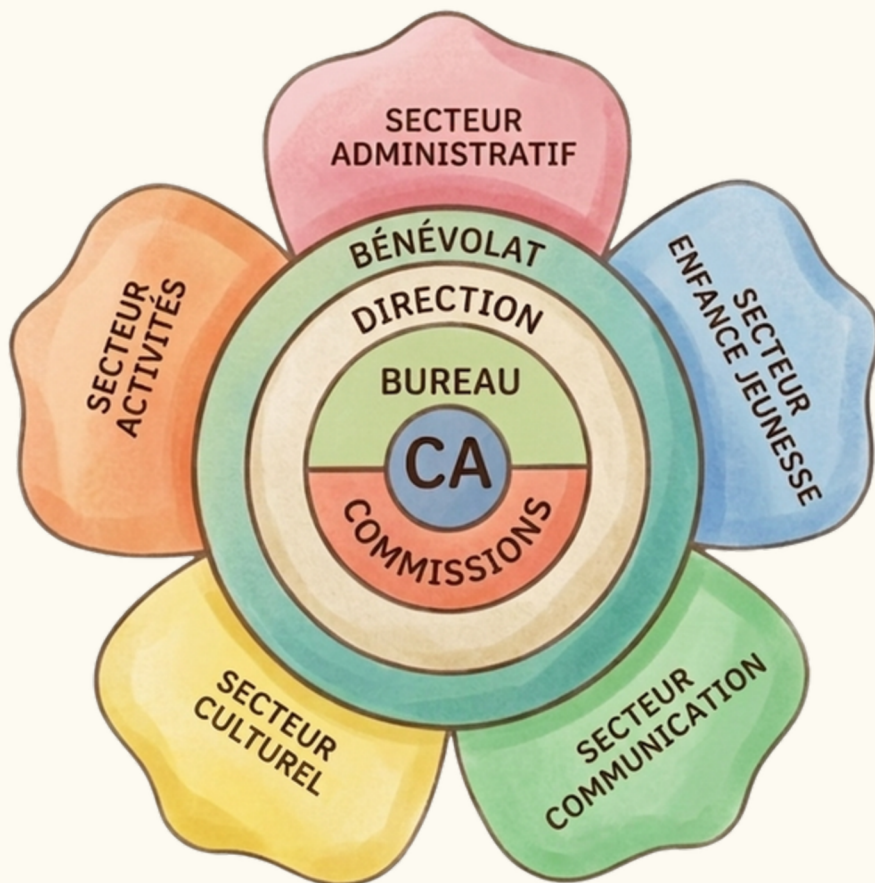 SECTEUR
ADMINISTRATIF
BÉNÉVOLAT
DIRECTION
BUREAU
CA
COMMISSIONS
SECTEUR
ACTIVITÉS
SECTEUR
ENFANCE JEUNESSE
SECTEUR
CULTUREL
SECTEUR
COMMUNICATION